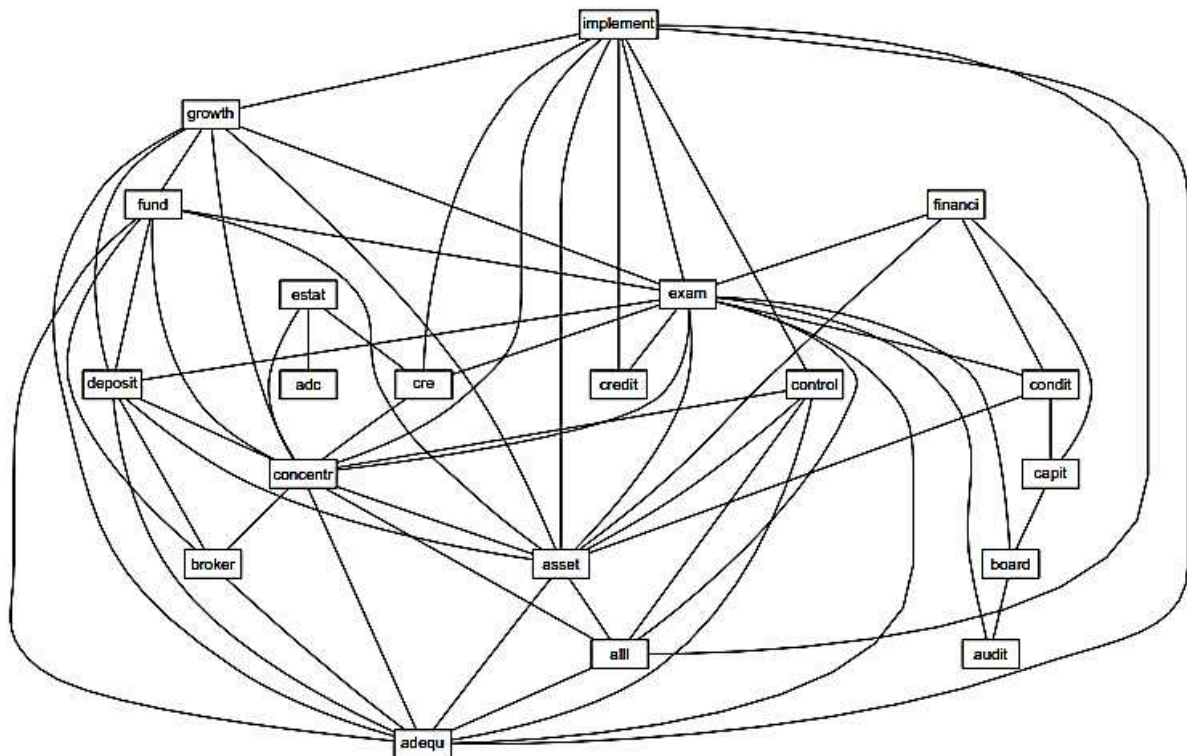 implement
growth
fund
financi
estat
exam
deposit
adc
cre
credit
control
condit
concentr
capit
broker
asset
board
alll
audit
adequ